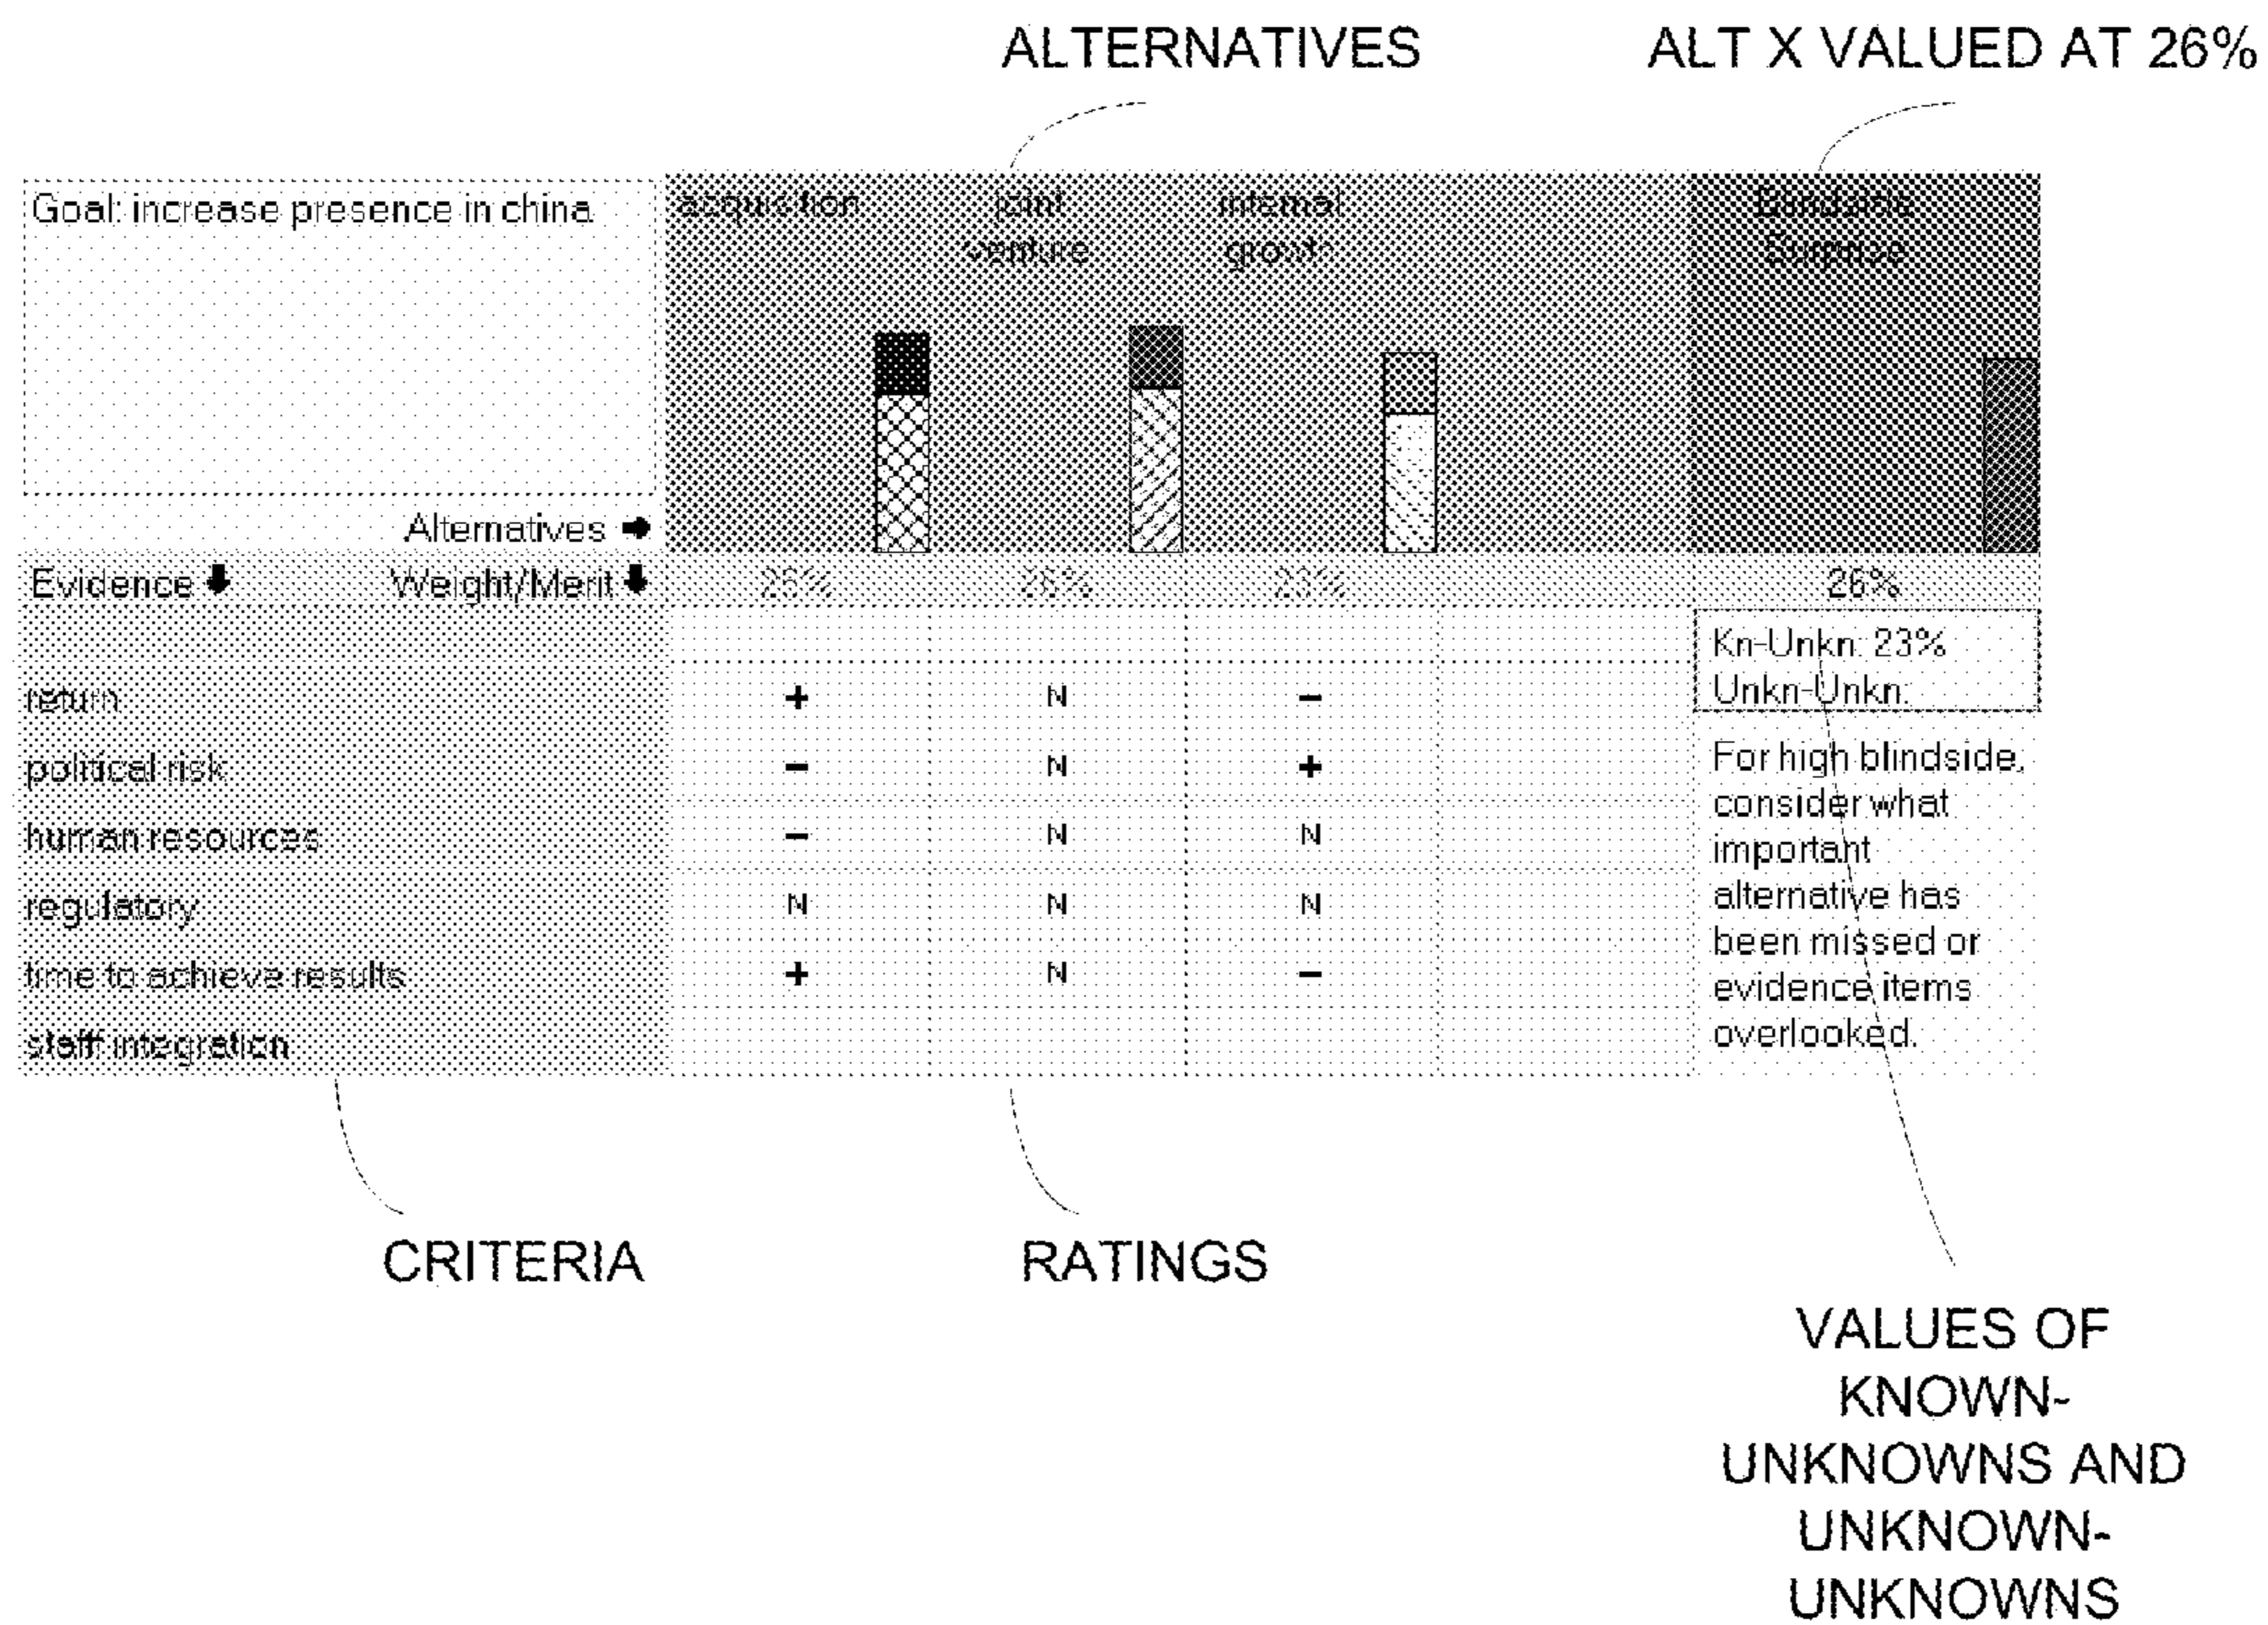 ALTERNATIVES ALT X VALUED AT 26%
Goal: increase presence in china acquisition joint internal Blindside
venture growth Surprise
Alternatives
Evidence Weight/Merit 25% 26% 23% 26%
Kn-Unkn: 23%
return + N -
Unkn-Unkn:
political risk - N +
human resources - N N
regulatory N N N
time to achieve results + N -
staff integration
For high blindside,
consider what
important
alternative has
been missed or
evidence items
overlooked.
CRITERIA RATINGS
VALUES OF
KNOWN-
UNKNOWNS AND
UNKNOWN-
UNKNOWNS